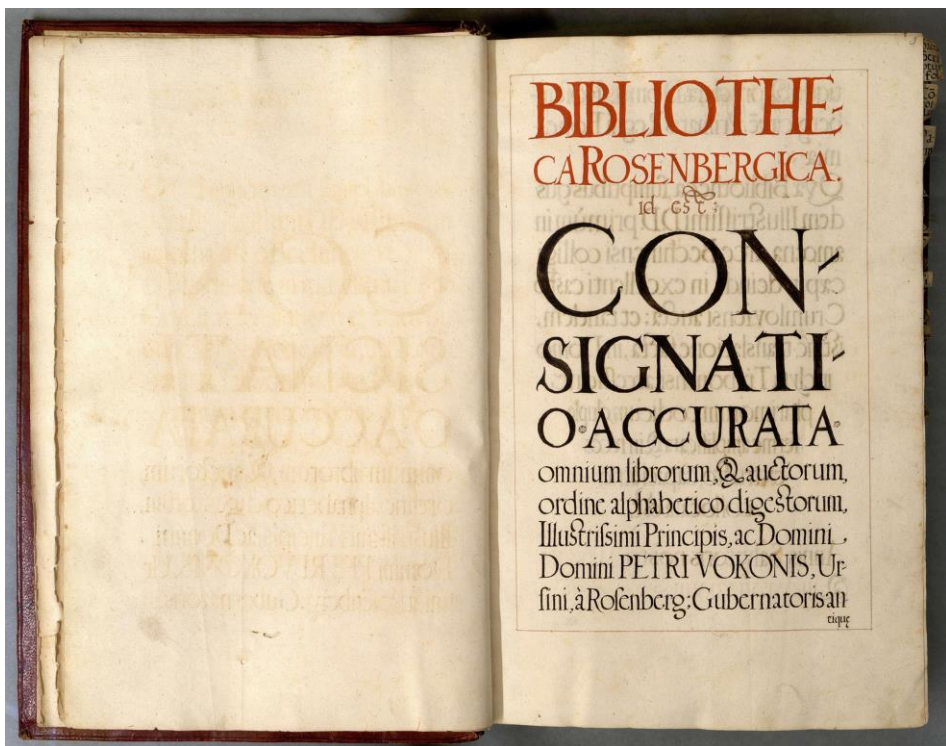 BIBLIOTHE-
CA ROSENBERGICA.
Id est:
CON-
SIGNATI-
O ACCURATA
omnium librorum, & auctorum,
ordine alphabetico digestorum,
Illustrissimi Principis, ac Domini
Domini PETRI VOKONIS, Ur-
sini, à Rosenberg: Gubernatoris an-
tiquę